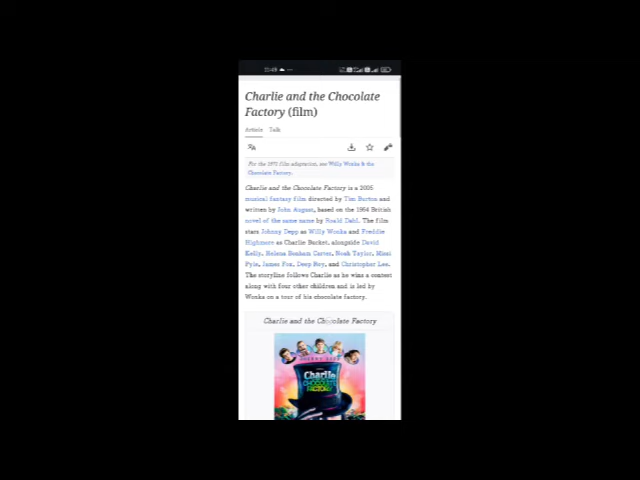 Charlie and the Chocolate
Factory (film)
Article Talk
For the 1971 film adaptation, see Willy Wonka & the
Chocolate Factory.
Charlie and the Chocolate Factory is a 2005
musical fantasy film directed by Tim Burton and
written by John August, based on the 1964 British
novel of the same name by Roald Dahl. The film
stars Johnny Depp as Willy Wonka and Freddie
Highmore as Charlie Bucket, alongside David
Kelly, Helena Bonham Carter, Noah Taylor, Missi
Pyle, James Fox, Deep Roy, and Christopher Lee.
The storyline follows Charlie as he wins a contest
along with four other children and is led by
Wonka on a tour of his chocolate factory.
Charlie and the Chocolate Factory
Charlie
CHOCOLATE
FACTORY